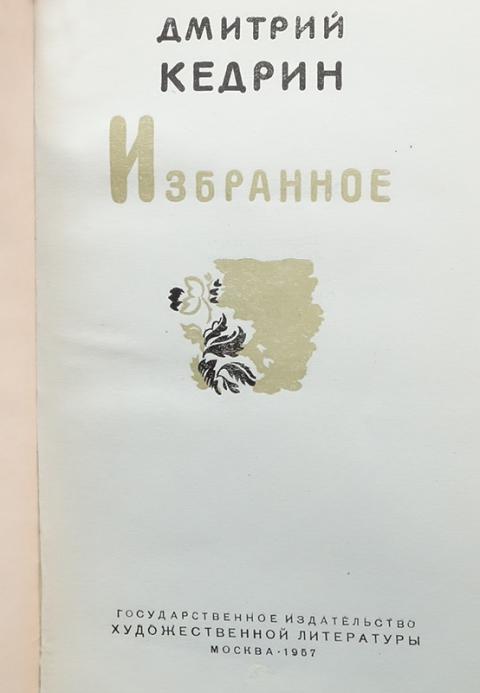 ДМИТРИЙ
КЕДРИН
ИЗБРАННОЕ
ГОСУДАРСТВЕННОЕ ИЗДАТЕЛЬСТВО
ХУДОЖЕСТВЕННОЙ ЛИТЕРАТУРЫ
МОСКВА • 1957